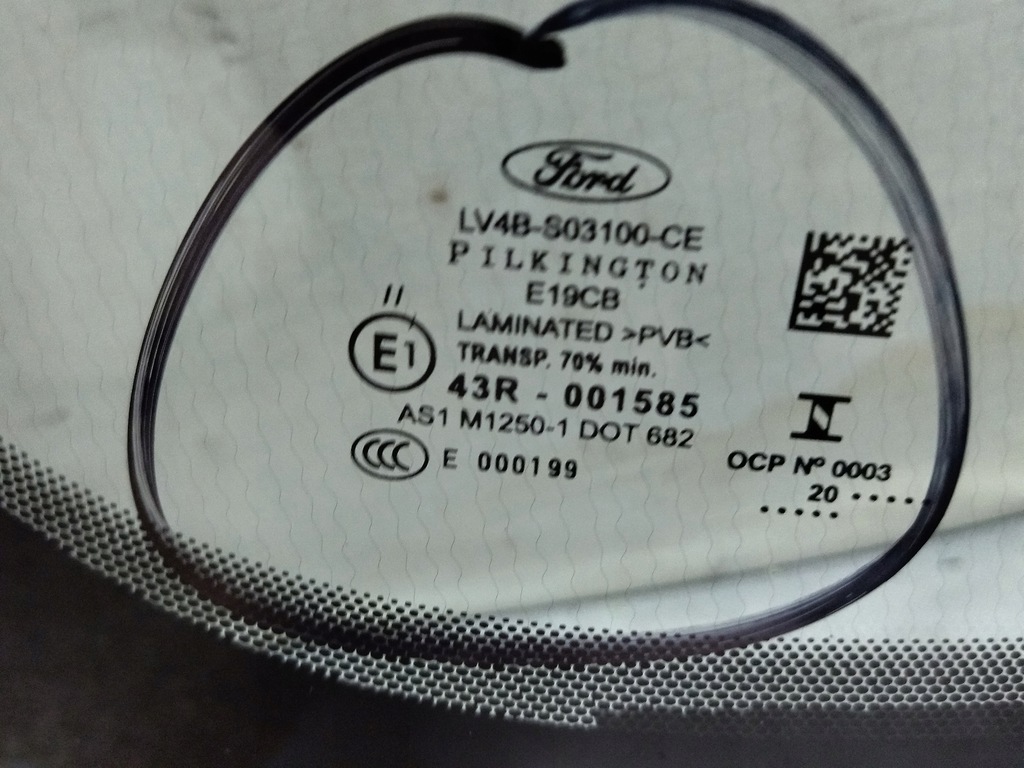 Ford
LV4B-S03100-CE
PILKINGTON
E19CB
LAMINATED >PVB<
TRANSP. 70% min.
II
E1
43R - 001585
AS1 M1250-1 DOT 682
CCC E 000199
I
OCP Nº 0003
20 .....
.....